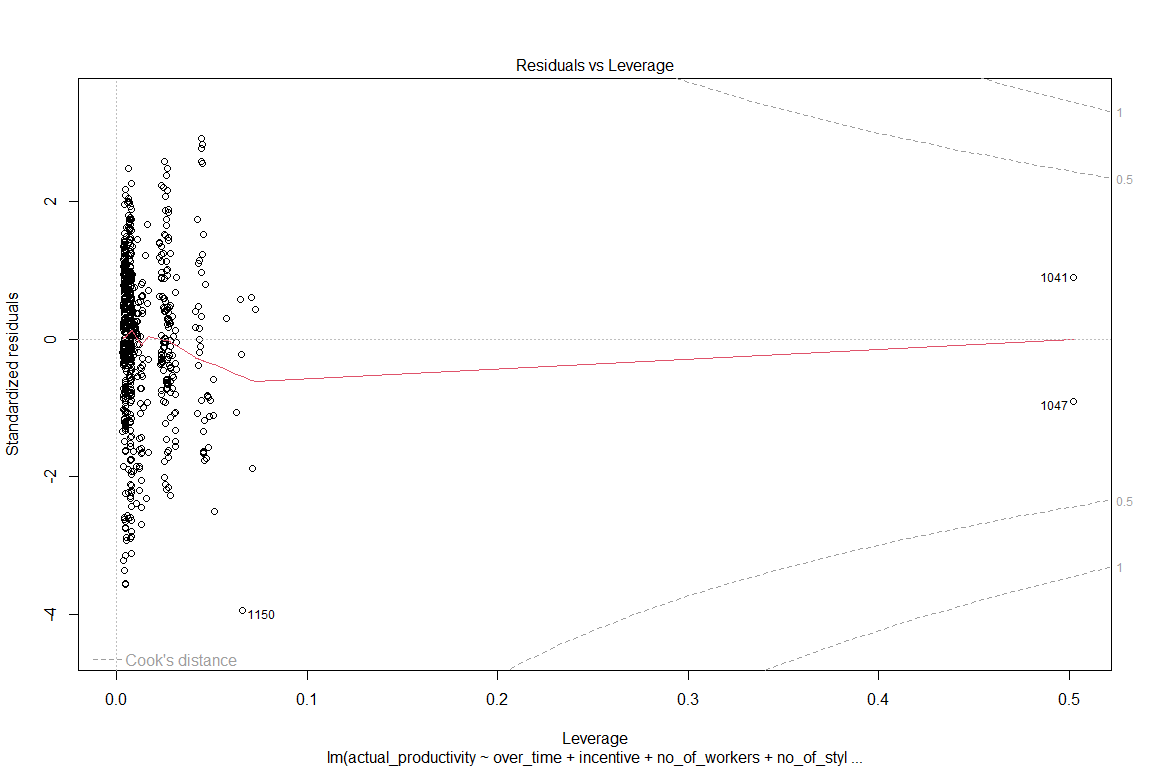 Residuals vs Leverage
1
0.5
2
1041
0
Standardized residuals
1047
-2
0.5
1
-4
1150
Cook's distance
0.0 0.1 0.2 0.3 0.4 0.5
Leverage
lm(actual_productivity ~ over_time + incentive + no_of_workers + no_of_styl ...